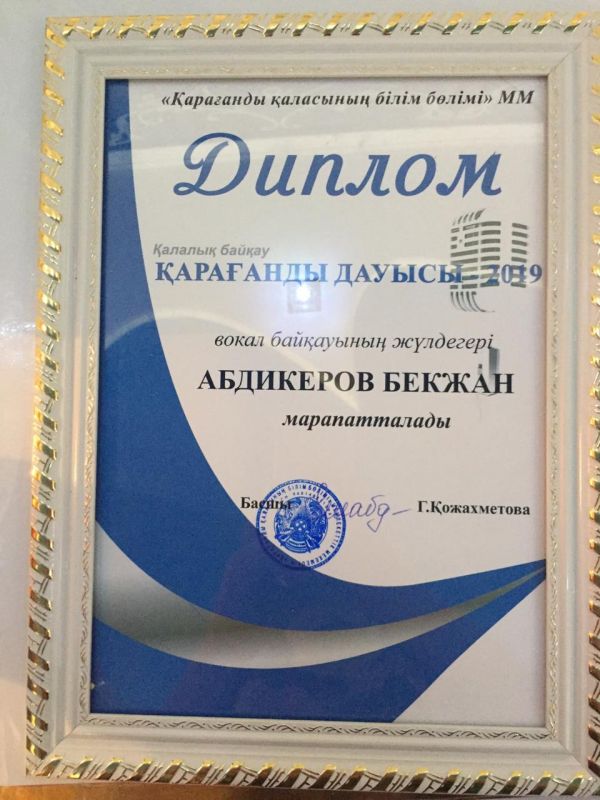 «Қарағанды қаласының білім бөлімі» ММ
Диплом
Қалалық байқау
ҚАРАҒАНДЫ ДАУЫСЫ - 2019
вокал байқауының жүлдегері
АБДИКЕРОВ БЕКЖАН
марапатталады
Басшы Г.Қожахметова